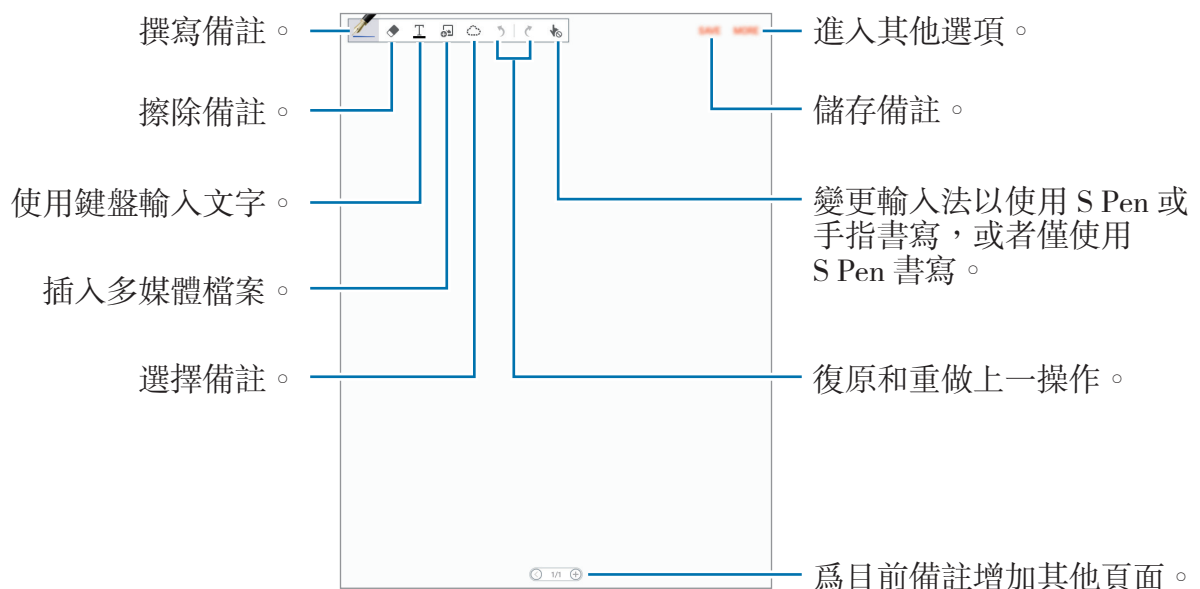 撰寫備註。
擦除備註。
使用鍵盤輸入文字。
插入多媒體檔案。
選擇備註。
T
SAVE MORE
1/1
進入其他選項。
儲存備註。
變更輸入法以使用 S Pen 或
手指書寫，或者僅使用
S Pen 書寫。
復原和重做上一操作。
爲目前備註增加其他頁面。